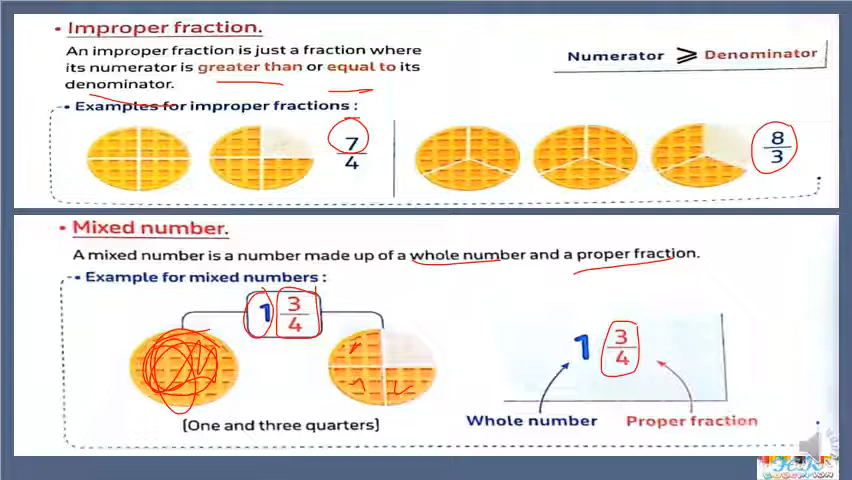 • Improper fraction.
An improper fraction is just a fraction where
its numerator is greater than or equal to its
denominator.
Numerator ⩾ Denominator
• Examples for improper fractions :
7/4
8/3
• Mixed number.
A mixed number is a number made up of a whole number and a proper fraction.
• Example for mixed numbers :
1 3/4
(One and three quarters)
1 3/4
Whole number Proper fraction